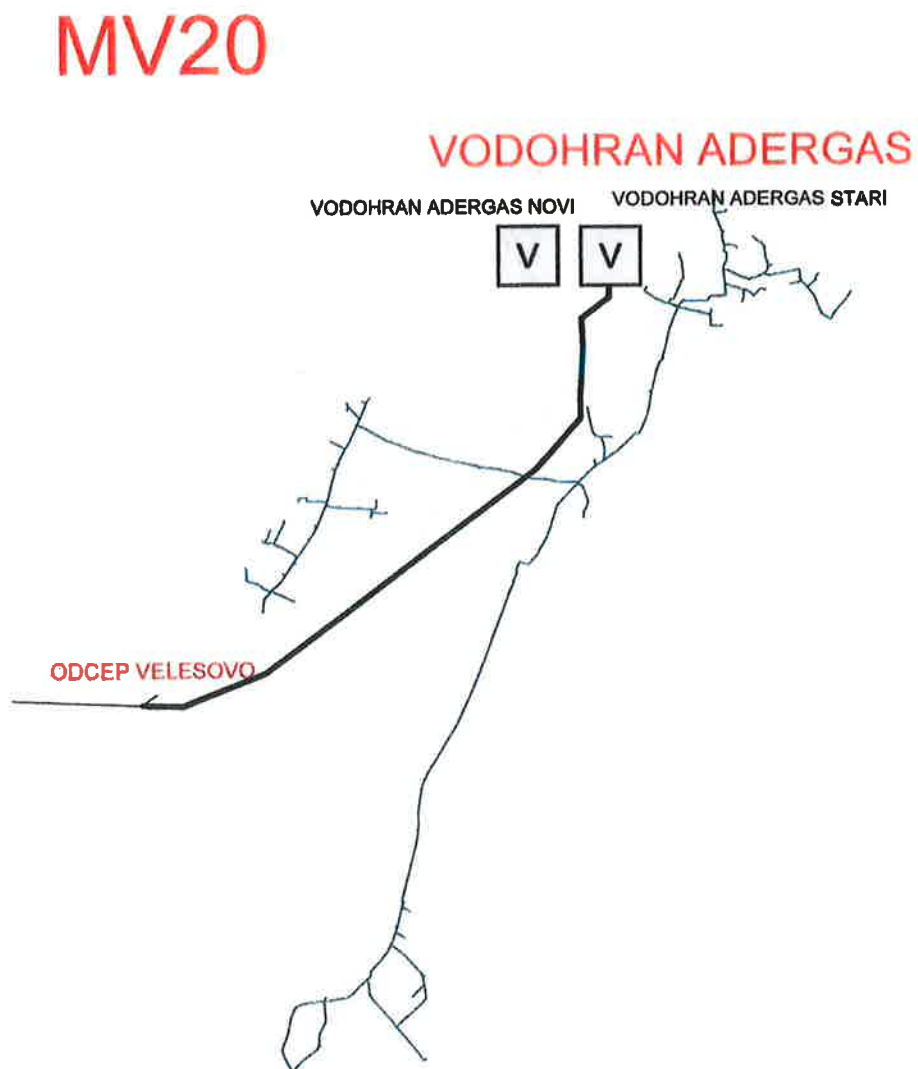 MV20
VODOHRAN ADERGAS
VODOHRAN ADERGAS NOVI
VODOHRAN ADERGAS STARI
V
V
ODCEP VELESOVO